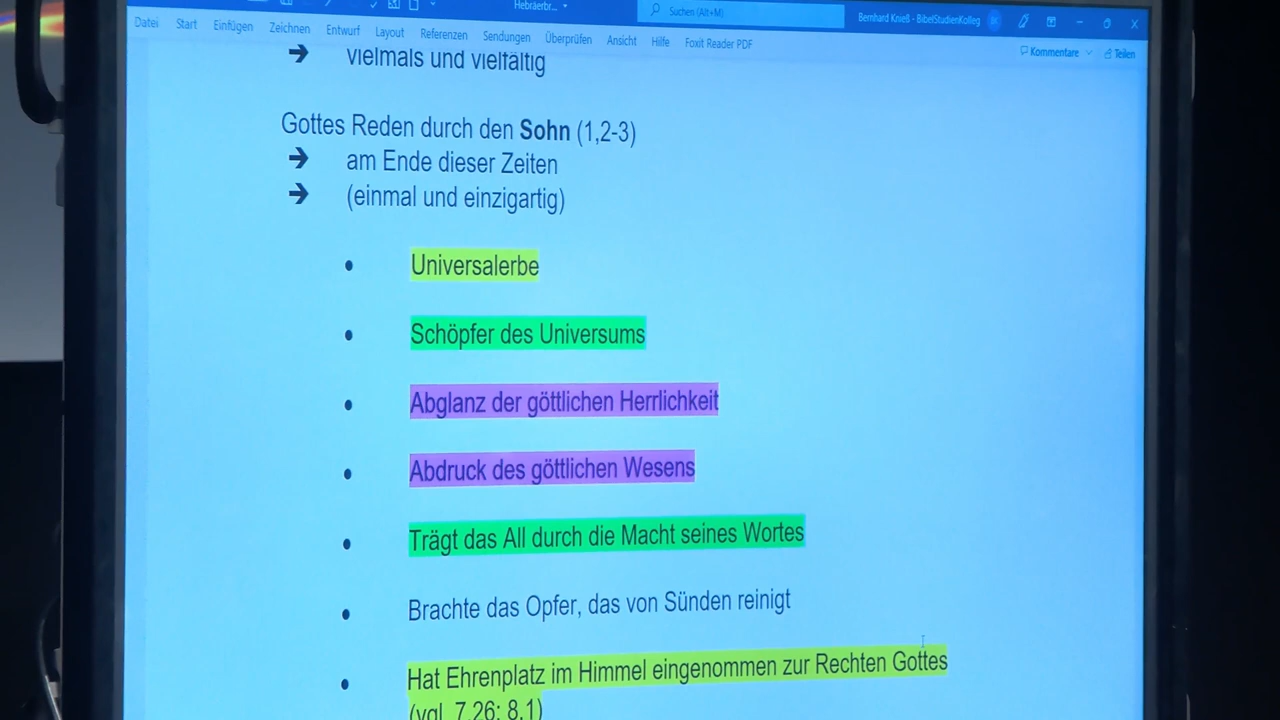 Hebräerbr...
Suchen (Alt+M)
Bernhard Knieß - BibelStudienKolleg
Datei Start Einfügen Zeichnen Entwurf Layout Referenzen Sendungen Überprüfen Ansicht Hilfe Foxit Reader PDF
Kommentare Teilen
➔ vielmals und vielfältig
Gottes Reden durch den Sohn (1,2-3)
➔ am Ende dieser Zeiten
➔ (einmal und einzigartig)
• Universalerbe
• Schöpfer des Universums
• Abglanz der göttlichen Herrlichkeit
• Abdruck des göttlichen Wesens
• Trägt das All durch die Macht seines Wortes
• Brachte das Opfer, das von Sünden reinigt
• Hat Ehrenplatz im Himmel eingenommen zur Rechten Gottes
(vgl. 7,26; 8,1)